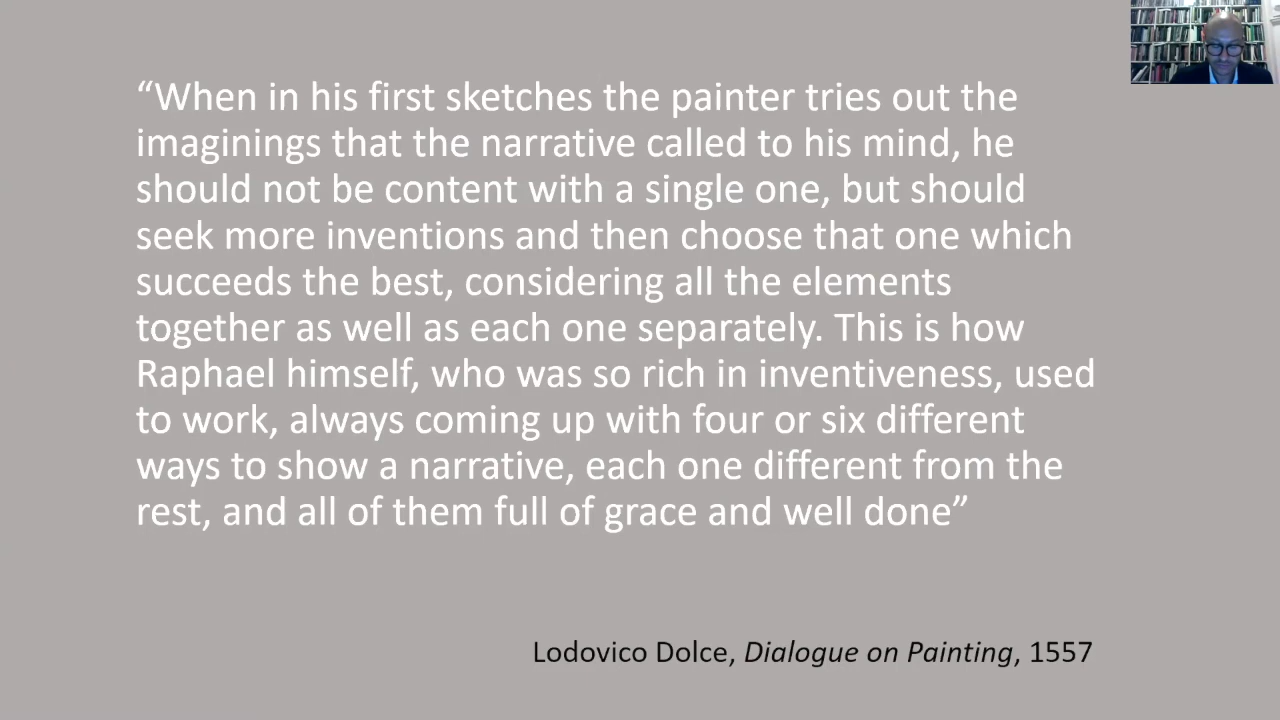 “When in his first sketches the painter tries out the
imaginings that the narrative called to his mind, he
should not be content with a single one, but should
seek more inventions and then choose that one which
succeeds the best, considering all the elements
together as well as each one separately. This is how
Raphael himself, who was so rich in inventiveness, used
to work, always coming up with four or six different
ways to show a narrative, each one different from the
rest, and all of them full of grace and well done”
Lodovico Dolce, Dialogue on Painting, 1557